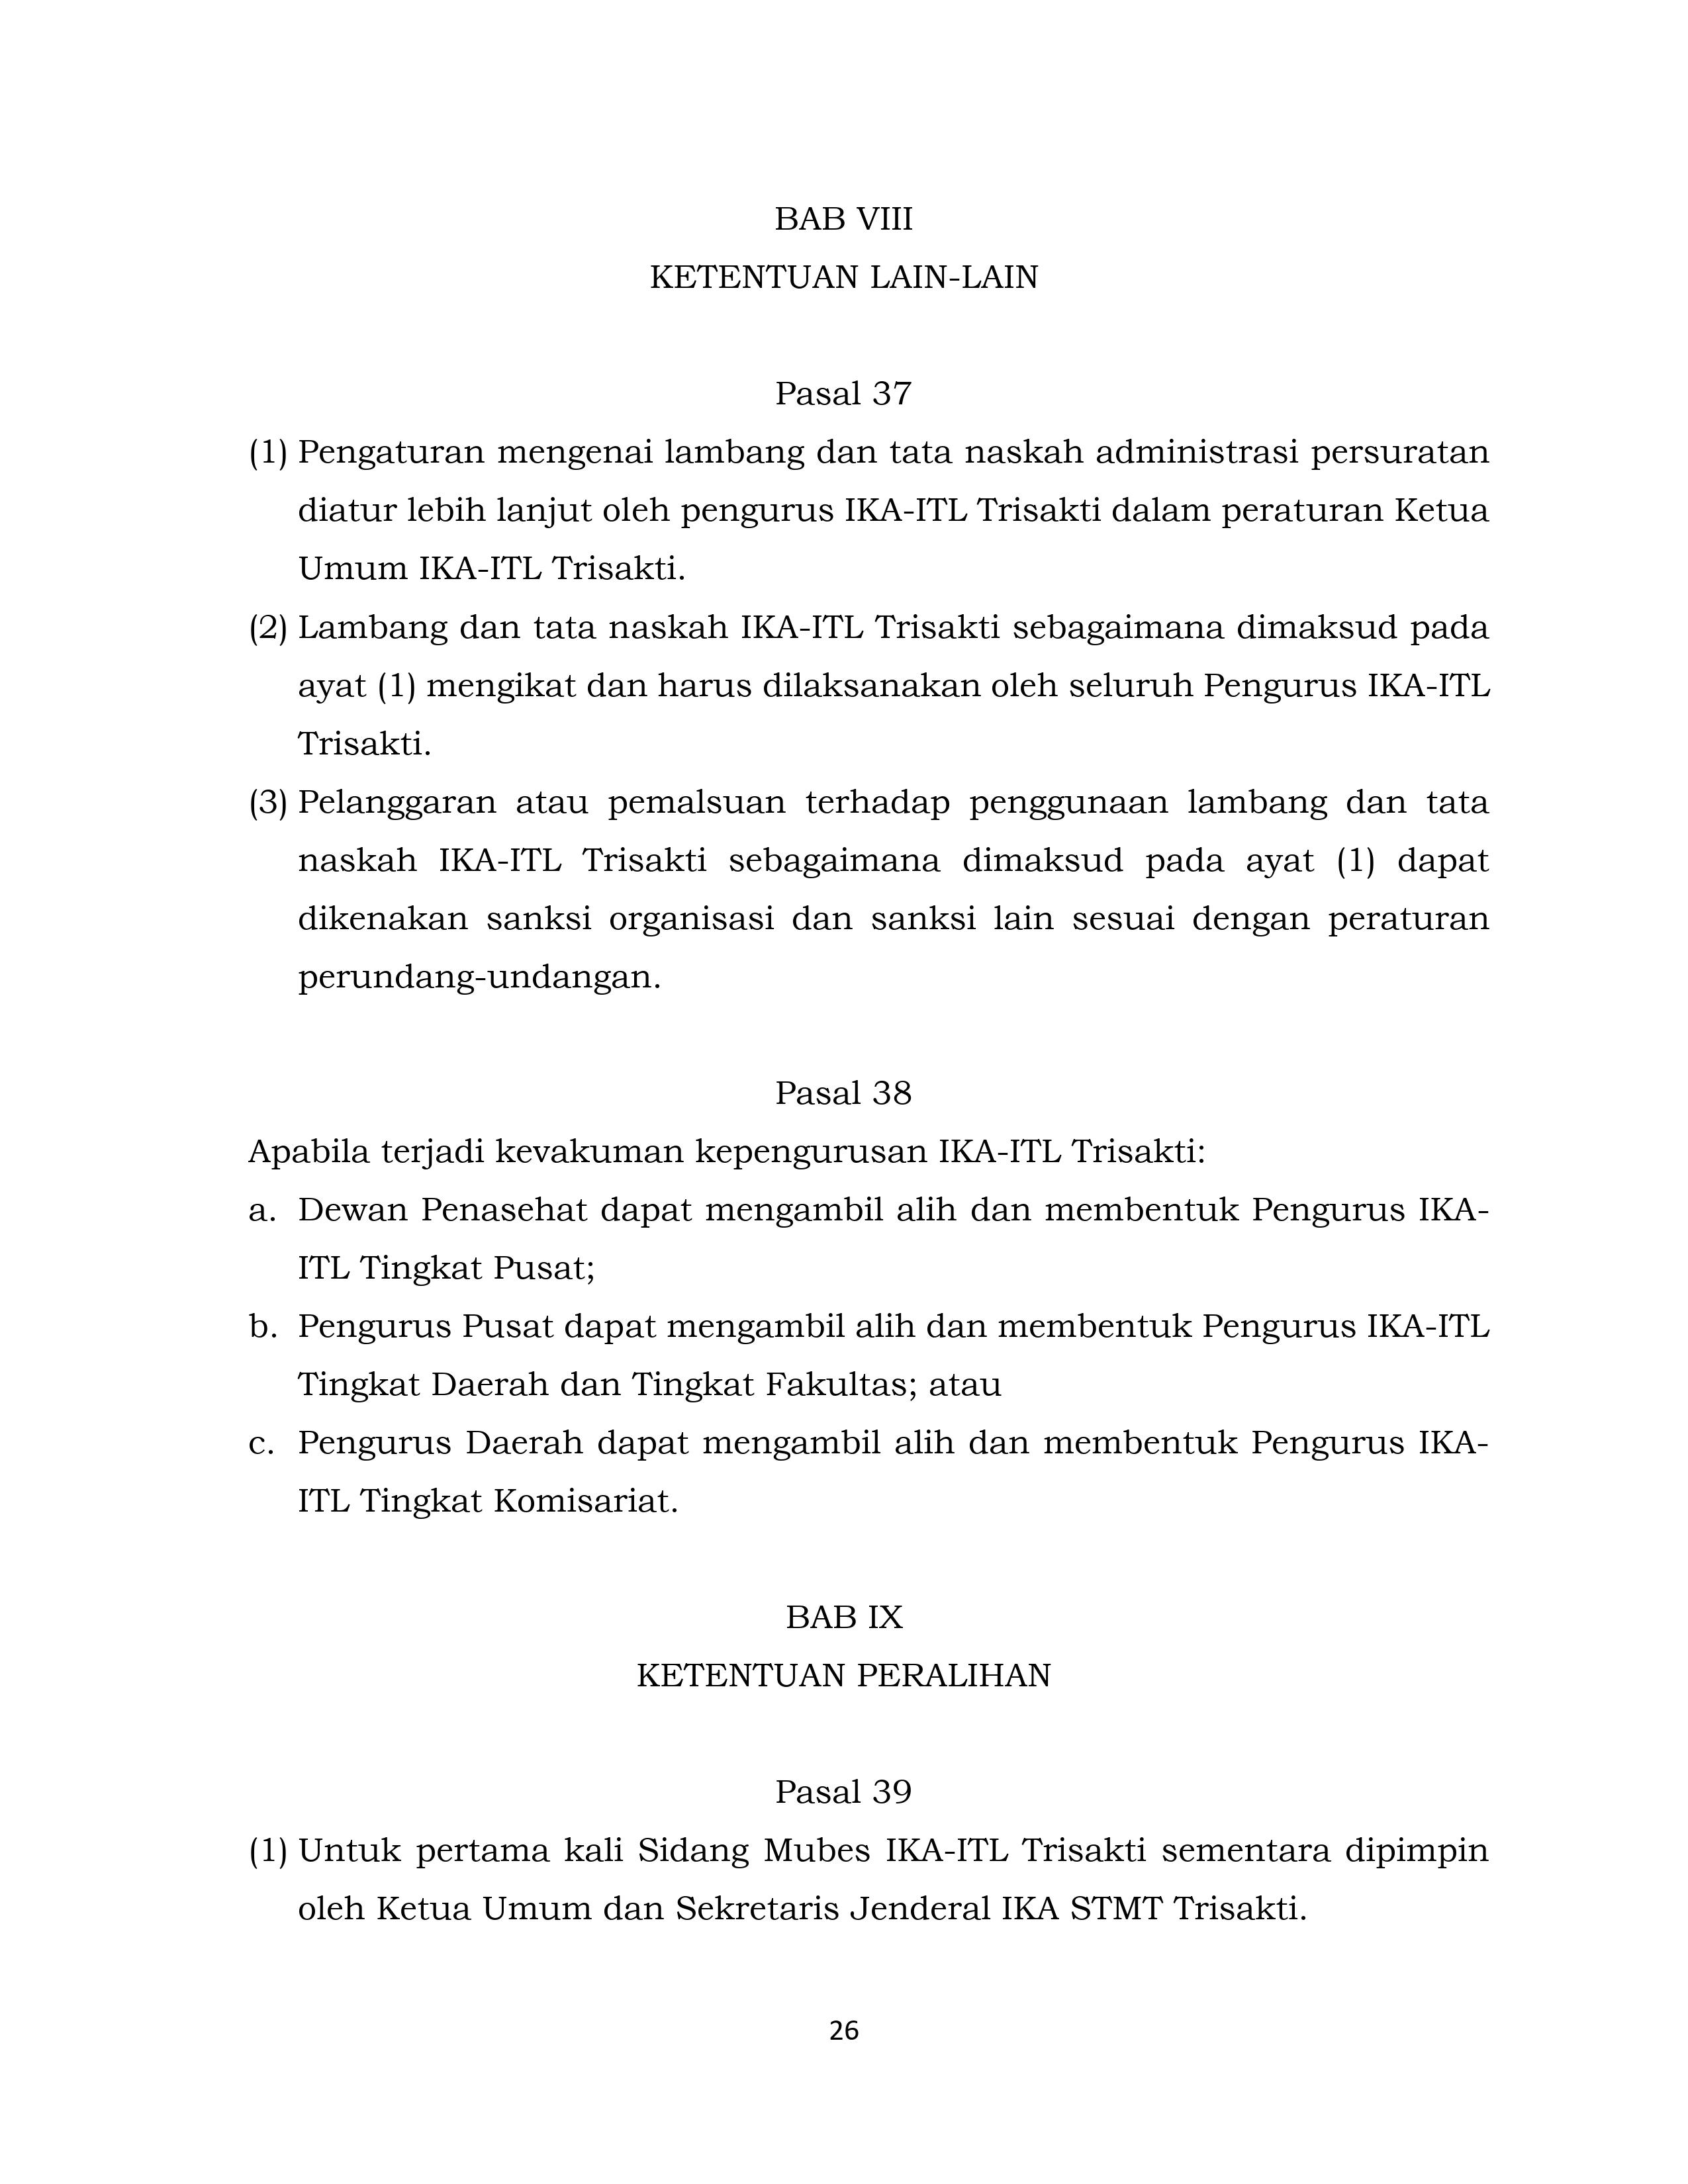 BAB VIII
KETENTUAN LAIN-LAIN
Pasal 37
(1) Pengaturan mengenai lambang dan tata naskah administrasi persuratan
diatur lebih lanjut oleh pengurus IKA-ITL Trisakti dalam peraturan Ketua
Umum IKA-ITL Trisakti.
(2) Lambang dan tata naskah IKA-ITL Trisakti sebagaimana dimaksud pada
ayat (1) mengikat dan harus dilaksanakan oleh seluruh Pengurus IKA-ITL
Trisakti.
(3) Pelanggaran atau pemalsuan terhadap penggunaan lambang dan tata
naskah IKA-ITL Trisakti sebagaimana dimaksud pada ayat (1) dapat
dikenakan sanksi organisasi dan sanksi lain sesuai dengan peraturan
perundang-undangan.
Pasal 38
Apabila terjadi kevakuman kepengurusan IKA-ITL Trisakti:
a. Dewan Penasehat dapat mengambil alih dan membentuk Pengurus IKA-
ITL Tingkat Pusat;
b. Pengurus Pusat dapat mengambil alih dan membentuk Pengurus IKA-ITL
Tingkat Daerah dan Tingkat Fakultas; atau
c. Pengurus Daerah dapat mengambil alih dan membentuk Pengurus IKA-
ITL Tingkat Komisariat.
BAB IX
KETENTUAN PERALIHAN
Pasal 39
(1) Untuk pertama kali Sidang Mubes IKA-ITL Trisakti sementara dipimpin
oleh Ketua Umum dan Sekretaris Jenderal IKA STMT Trisakti.
26